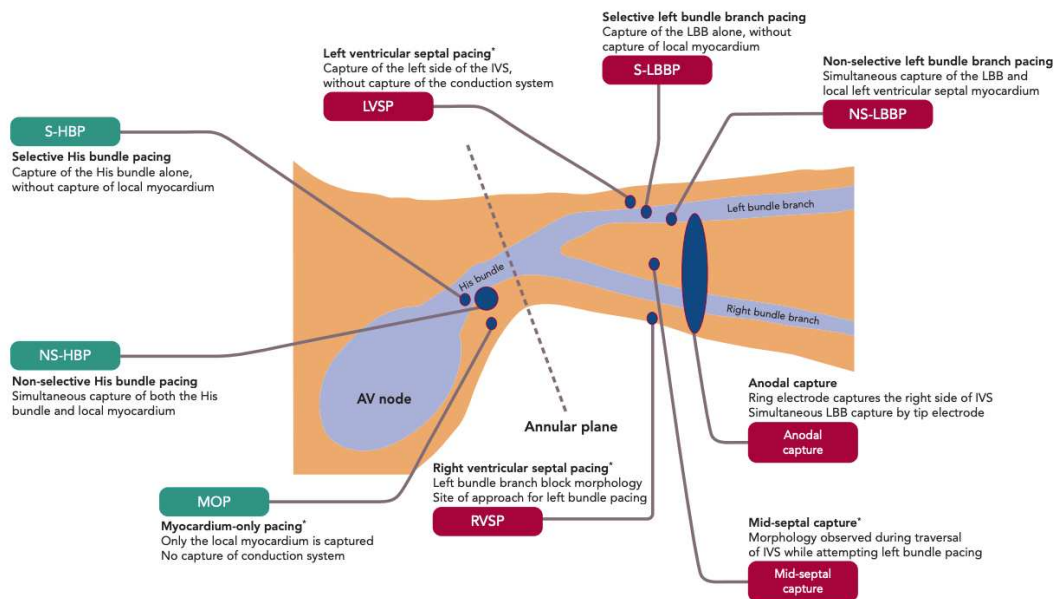 Selective left bundle branch pacing
Capture of the LBB alone, without
capture of local myocardium
S-LBBP
Left ventricular septal pacing*
Capture of the left side of the IVS,
without capture of the conduction system
LVSP
Non-selective left bundle branch pacing
Simultaneous capture of the LBB and
local left ventricular septal myocardium
NS-LBBP
S-HBP
Selective His bundle pacing
Capture of the His bundle alone,
without capture of local myocardium
Left bundle branch
His bundle
Right bundle branch
NS-HBP
Non-selective His bundle pacing
Simultaneous capture of both the His
bundle and local myocardium
AV node
Annular plane
Anodal capture
Ring electrode captures the right side of IVS
Simultaneous LBB capture by tip electrode
Anodal
capture
Right ventricular septal pacing*
Left bundle branch block morphology
Site of approach for left bundle pacing
RVSP
MOP
Myocardium-only pacing*
Only the local myocardium is captured
No capture of conduction system
Mid-septal capture*
Morphology observed during traversal
of IVS while attempting left bundle pacing
Mid-septal
capture